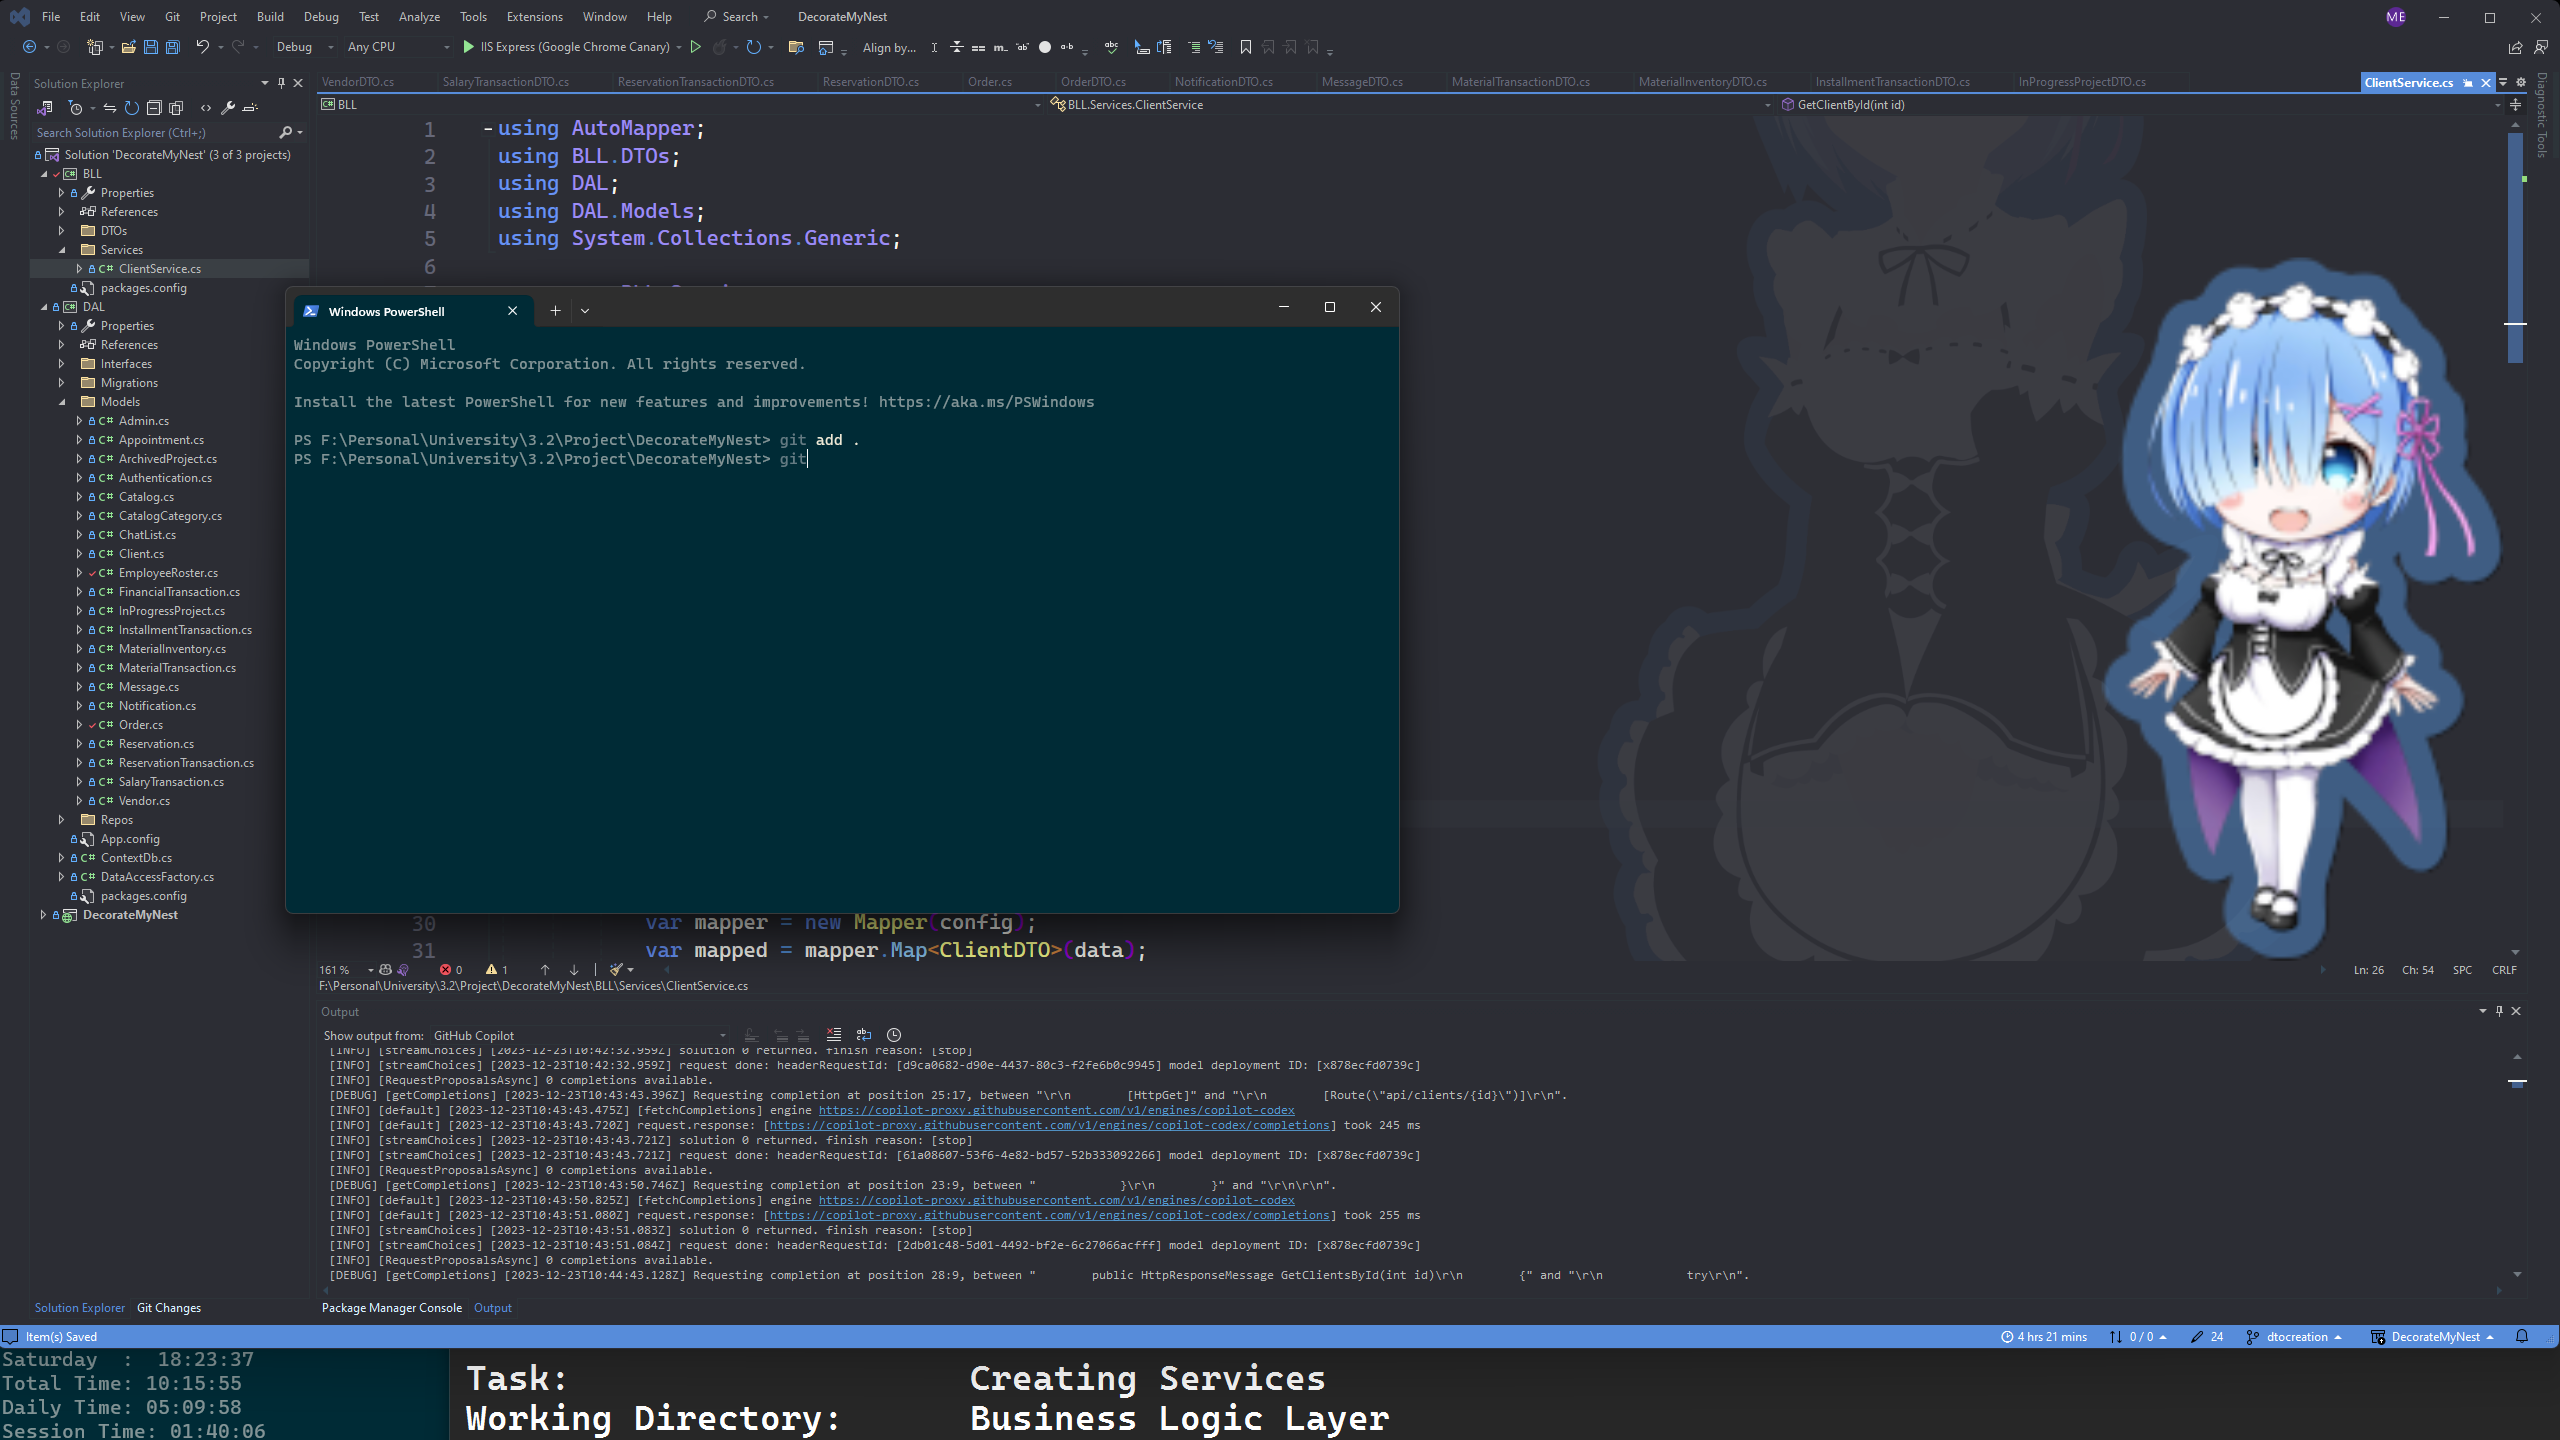 File Edit View Git Project Build Debug Test Analyze Tools Extensions Window Help Search DecorateMyNest ME
Debug Any CPU IIS Express (Google Chrome Canary) Align by...
Data Sources
Solution Explorer
VendorDTO.cs SalaryTransactionDTO.cs ReservationTransactionDTO.cs ReservationDTO.cs Order.cs OrderDTO.cs NotificationDTO.cs MessageDTO.cs MaterialTransactionDTO.cs MaterialInventoryDTO.cs InstallmentTransactionDTO.cs InProgressProjectDTO.cs ClientService.cs
Diagnostic Tools
BLL BLL.Services.ClientService GetClientById(int id)
Search Solution Explorer (Ctrl+;)
Solution 'DecorateMyNest' (3 of 3 projects)
BLL
Properties
References
DTOs
Services
ClientService.cs
packages.config
DAL
Properties
References
Interfaces
Migrations
Models
Admin.cs
Appointment.cs
ArchivedProject.cs
Authentication.cs
Catalog.cs
CatalogCategory.cs
ChatList.cs
Client.cs
EmployeeRoster.cs
FinancialTransaction.cs
InProgressProject.cs
InstallmentTransaction.cs
MaterialInventory.cs
MaterialTransaction.cs
Message.cs
Notification.cs
Order.cs
Reservation.cs
ReservationTransaction.cs
SalaryTransaction.cs
Vendor.cs
Repos
App.config
ContextDb.cs
DataAccessFactory.cs
packages.config
DecorateMyNest
1 using AutoMapper;
2 using BLL.DTOs;
3 using DAL;
4 using DAL.Models;
5 using System.Collections.Generic;
6
Windows PowerShell
Windows PowerShell
Copyright (C) Microsoft Corporation. All rights reserved.
Install the latest PowerShell for new features and improvements! https://aka.ms/PSWindows
PS F:\Personal\University\3.2\Project\DecorateMyNest> git add .
PS F:\Personal\University\3.2\Project\DecorateMyNest> git
30 var mapper = new Mapper(config);
31 var mapped = mapper.Map<ClientDTO>(data);
161 % 0 1 Ln: 26 Ch: 54 SPC CRLF
F:\Personal\University\3.2\Project\DecorateMyNest\BLL\Services\ClientService.cs
Output
Show output from: GitHub Copilot
[INFO] [streamChoices] [2023-12-23T10:42:32.959Z] solution 0 returned. finish reason: [stop]
[INFO] [streamChoices] [2023-12-23T10:42:32.959Z] request done: headerRequestId: [d9ca0682-d90e-4437-80c3-f2fe6b0c9945] model deployment ID: [x878ecfd0739c]
[INFO] [RequestProposalsAsync] 0 completions available.
[DEBUG] [getCompletions] [2023-12-23T10:43:43.396Z] Requesting completion at position 25:17, between "\r\n [HttpGet]" and "\r\n [Route(\"api/clients/{id}\")]\r\n".
[INFO] [default] [2023-12-23T10:43:43.475Z] [fetchCompletions] engine https://copilot-proxy.githubusercontent.com/v1/engines/copilot-codex
[INFO] [default] [2023-12-23T10:43:43.720Z] request.response: [https://copilot-proxy.githubusercontent.com/v1/engines/copilot-codex/completions] took 245 ms
[INFO] [streamChoices] [2023-12-23T10:43:43.721Z] solution 0 returned. finish reason: [stop]
[INFO] [streamChoices] [2023-12-23T10:43:43.721Z] request done: headerRequestId: [61a08607-53f6-4e82-bd57-52b333092266] model deployment ID: [x878ecfd0739c]
[INFO] [RequestProposalsAsync] 0 completions available.
[DEBUG] [getCompletions] [2023-12-23T10:43:50.746Z] Requesting completion at position 23:9, between " }\r\n }" and "\r\n\r\n".
[INFO] [default] [2023-12-23T10:43:50.825Z] [fetchCompletions] engine https://copilot-proxy.githubusercontent.com/v1/engines/copilot-codex
[INFO] [default] [2023-12-23T10:43:51.080Z] request.response: [https://copilot-proxy.githubusercontent.com/v1/engines/copilot-codex/completions] took 255 ms
[INFO] [streamChoices] [2023-12-23T10:43:51.083Z] solution 0 returned. finish reason: [stop]
[INFO] [streamChoices] [2023-12-23T10:43:51.084Z] request done: headerRequestId: [2db01c48-5d01-4492-bf2e-6c27066acfff] model deployment ID: [x878ecfd0739c]
[INFO] [RequestProposalsAsync] 0 completions available.
[DEBUG] [getCompletions] [2023-12-23T10:44:43.128Z] Requesting completion at position 28:9, between " public HttpResponseMessage GetClientsById(int id)\r\n {" and "\r\n try\r\n".
Solution Explorer Git Changes Package Manager Console Output
Item(s) Saved 4 hrs 21 mins 0 / 0 24 dtocreation DecorateMyNest
Saturday : 18:23:37
Total Time: 10:15:55
Daily Time: 05:09:58
Session Time: 01:40:06
Task: Creating Services
Working Directory: Business Logic Layer